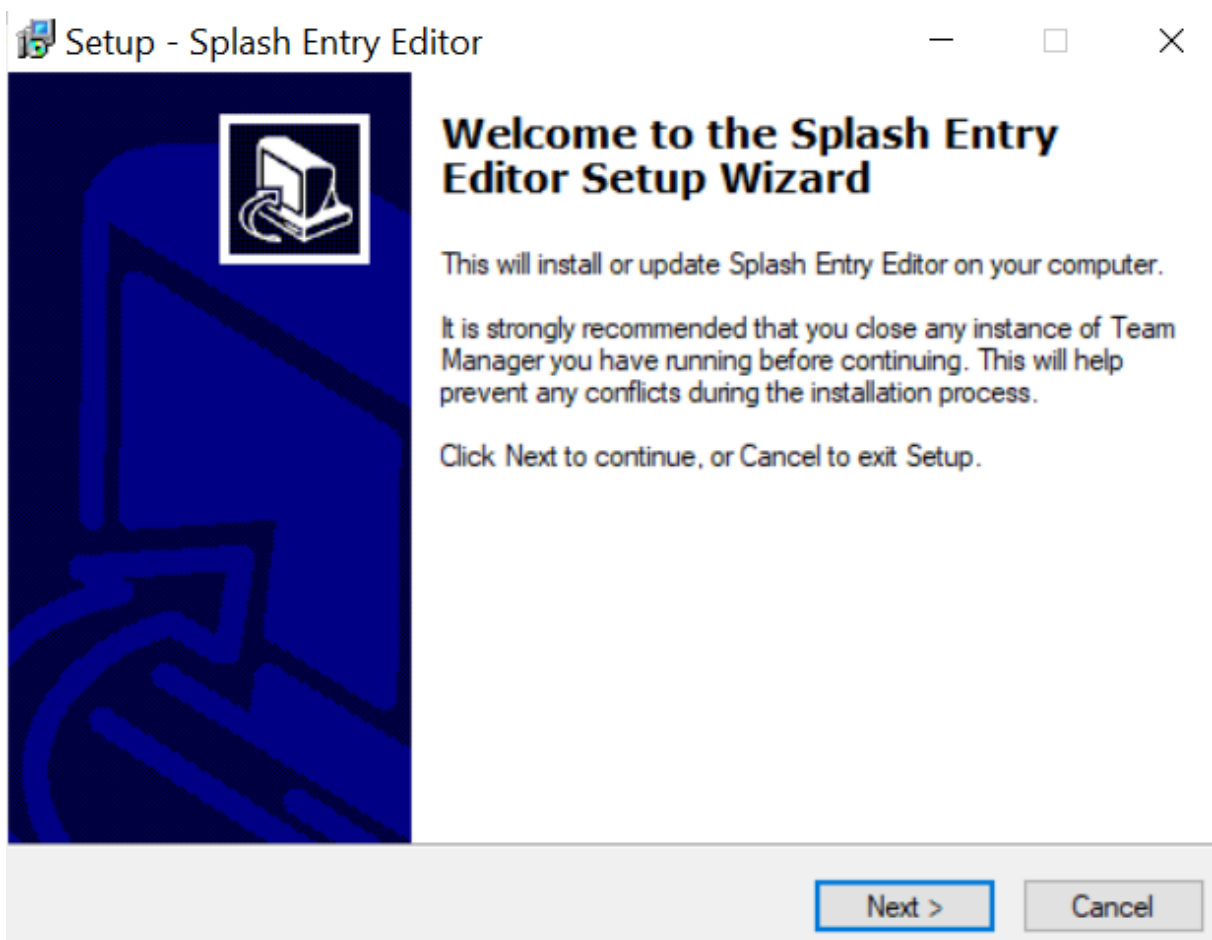 Setup - Splash Entry Editor
Welcome to the Splash Entry
Editor Setup Wizard
This will install or update Splash Entry Editor on your computer.
It is strongly recommended that you close any instance of Team
Manager you have running before continuing. This will help
prevent any conflicts during the installation process.
Click Next to continue, or Cancel to exit Setup.
Next >
Cancel